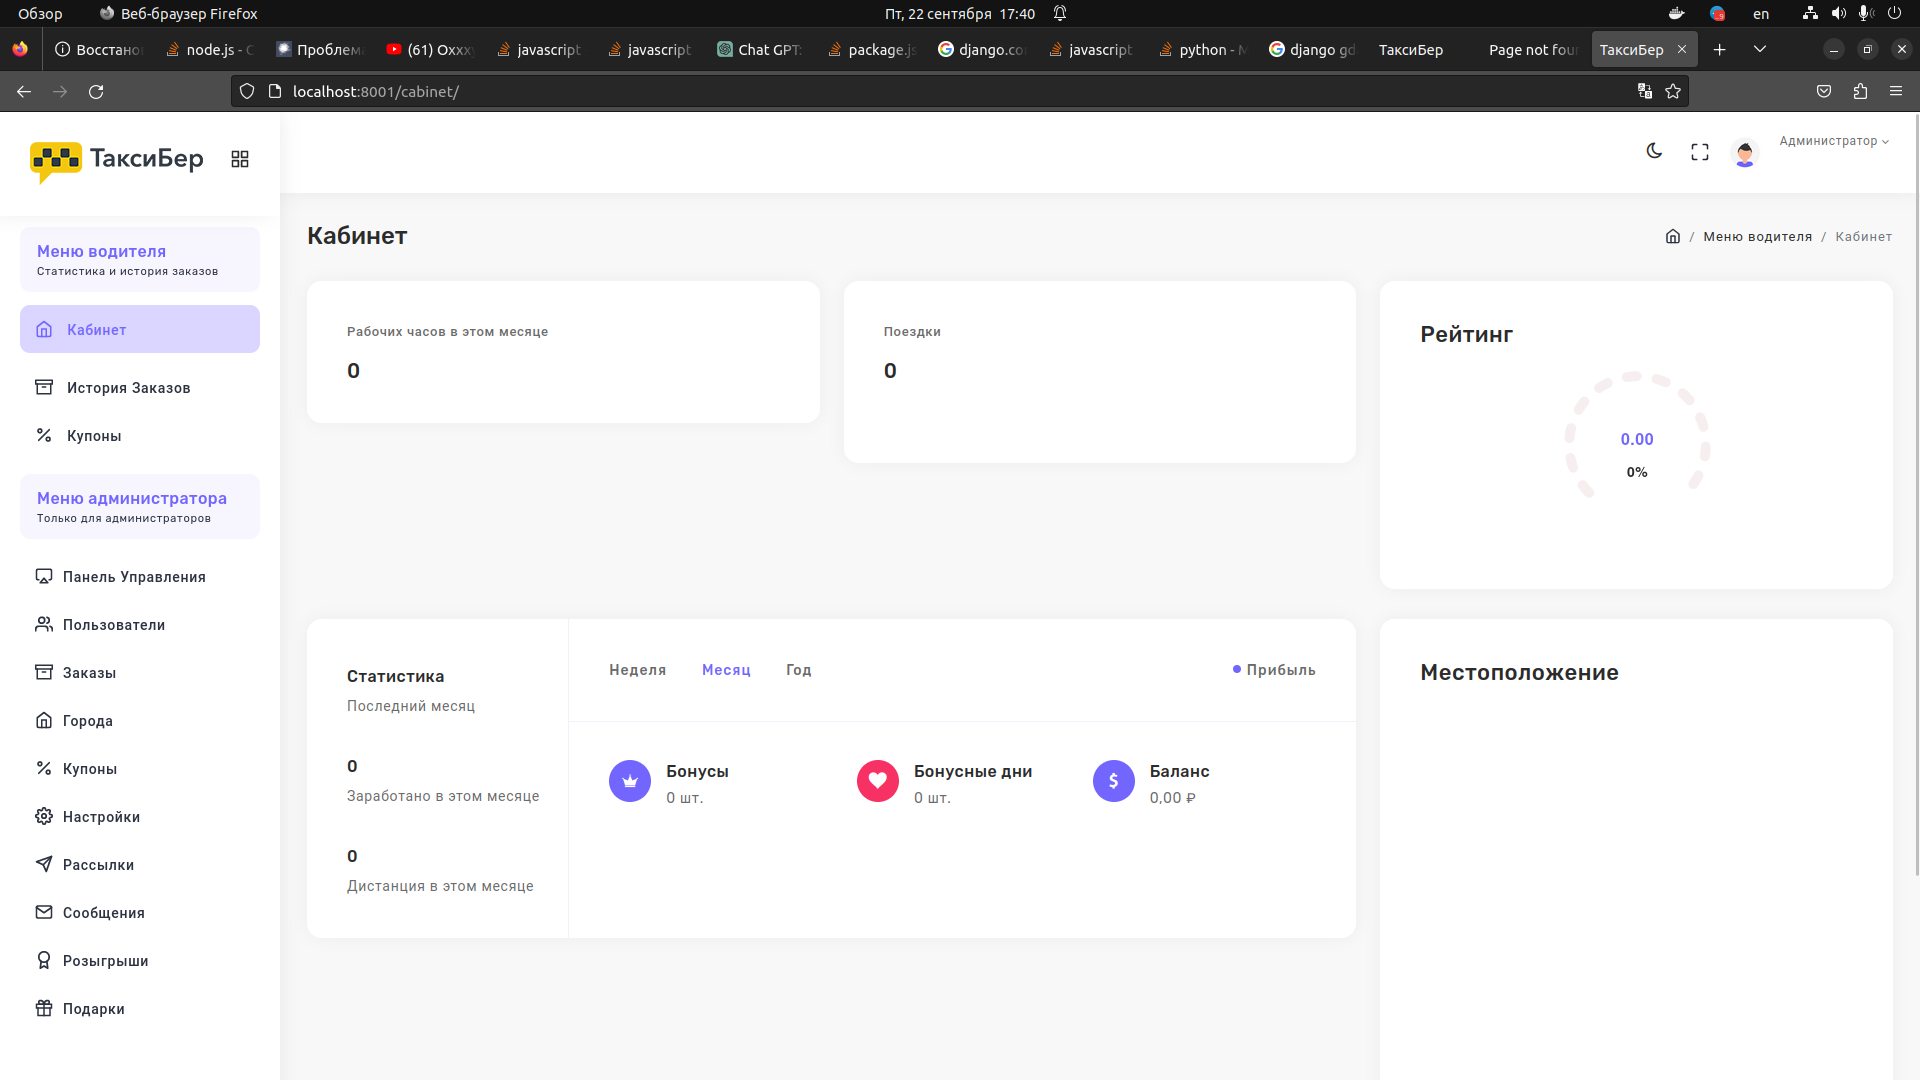 Обзор
Веб-браузер Firefox
Пт, 22 сентября 17:40
en
node.js - C
(61) Oxxxy
javascript
javascript
Chat GPT:
package.js
django.co
javascript
python - M
django gd
ТаксиБер
Page not foun
ТаксиБер
localhost:8001/cabinet/
ТаксиБер
Администратор
Меню водителя
Статистика и история заказов
Кабинет
История Заказов
Купоны
Меню администратора
Только для администраторов
Панель Управления
Пользователи
Заказы
Города
Купоны
Настройки
Рассылки
Сообщения
Розыгрыши
Подарки
Кабинет
/ Меню водителя / Кабинет
Рабочих часов в этом месяце
0
Поездки
0
Рейтинг
0.00
0%
Статистика
Последний месяц
0
Заработано в этом месяце
0
Дистанция в этом месяце
Неделя
Месяц
Год
Прибыль
Бонусы
0 шт.
Бонусные дни
0 шт.
Баланс
0,00 ₽
Местоположение